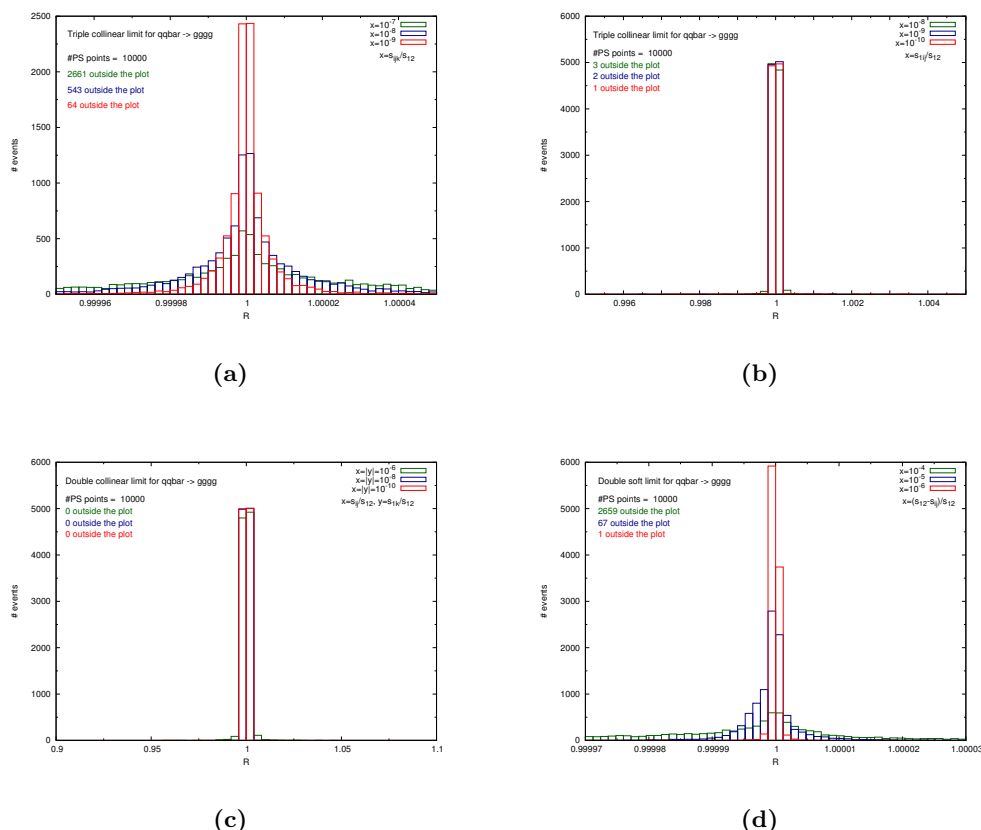 Triple collinear limit for qqbar -> gggg
#PS points = 10000
2661 outside the plot
543 outside the plot
64 outside the plot
x=10^-7
x=10^-8
x=10^-9
x=s_ijk/s_12
2500
2000
1500
1000
500
0
# events
0.99996
0.99998
1
1.00002
1.00004
R
(a)
Triple collinear limit for qqbar -> gggg
#PS points = 10000
3 outside the plot
2 outside the plot
1 outside the plot
x=10^-8
x=10^-9
x=10^-10
x=s_1ij/s_12
6000
5000
4000
3000
2000
1000
0
# events
0.996
0.998
1
1.002
1.004
R
(b)
Double collinear limit for qqbar -> gggg
#PS points = 10000
0 outside the plot
0 outside the plot
0 outside the plot
x=|y|=10^-6
x=|y|=10^-8
x=|y|=10^-10
x=s_ij/s_12, y=s_1k/s_12
6000
5000
4000
3000
2000
1000
0
# events
0.9
0.95
1
1.05
1.1
R
(c)
Double soft limit for qqbar -> gggg
#PS points = 10000
2659 outside the plot
67 outside the plot
1 outside the plot
x=10^-4
x=10^-5
x=10^-6
x=(s_12-s_ij)/s_12
6000
5000
4000
3000
2000
1000
0
# events
0.99997
0.99998
0.99999
1
1.00001
1.00002
1.00003
R
(d)